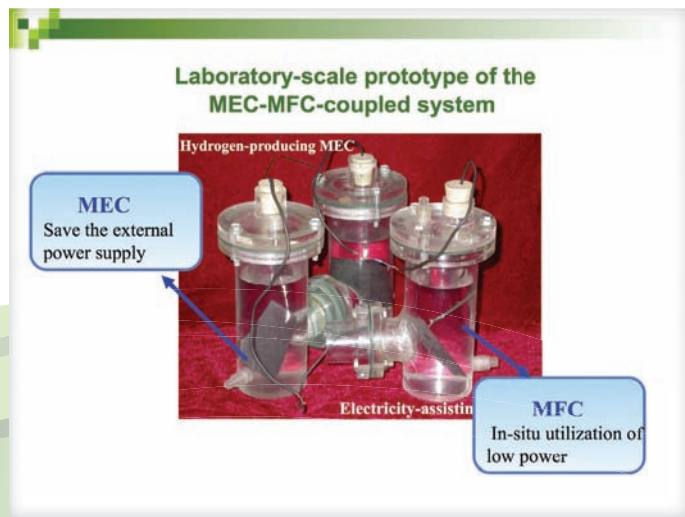 Laboratory-scale prototype of the
MEC-MFC-coupled system
Hydrogen-producing MEC
MEC
Save the external
power supply
Electricity-assistin
MFC
In-situ utilization of
low power